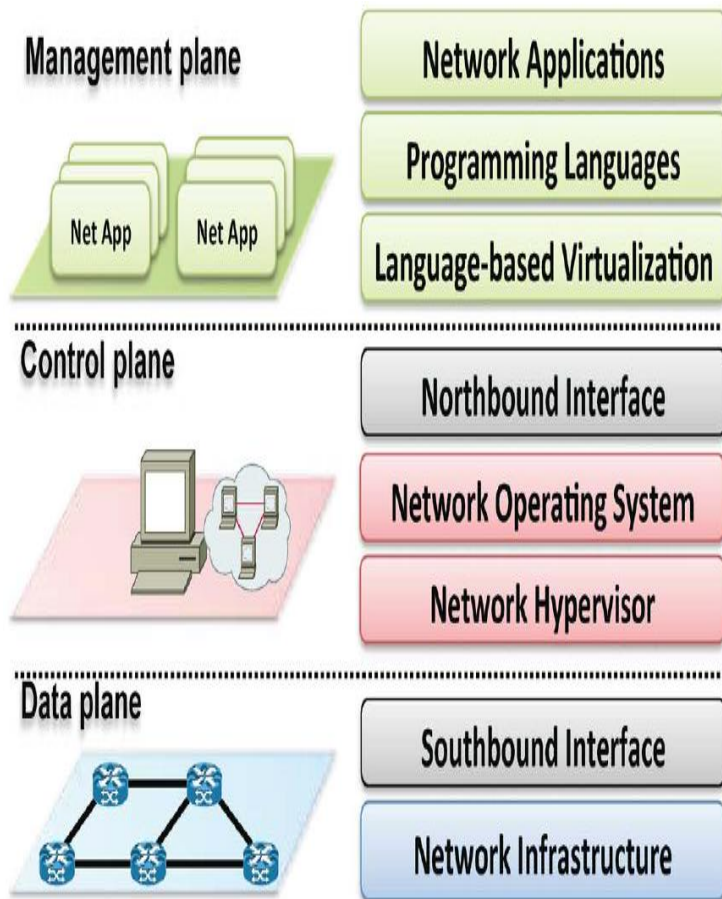 Management plane
Net App
Net App
Network Applications
Programming Languages
Language-based Virtualization
Control plane
Northbound Interface
Network Operating System
Network Hypervisor
Data plane
Southbound Interface
Network Infrastructure